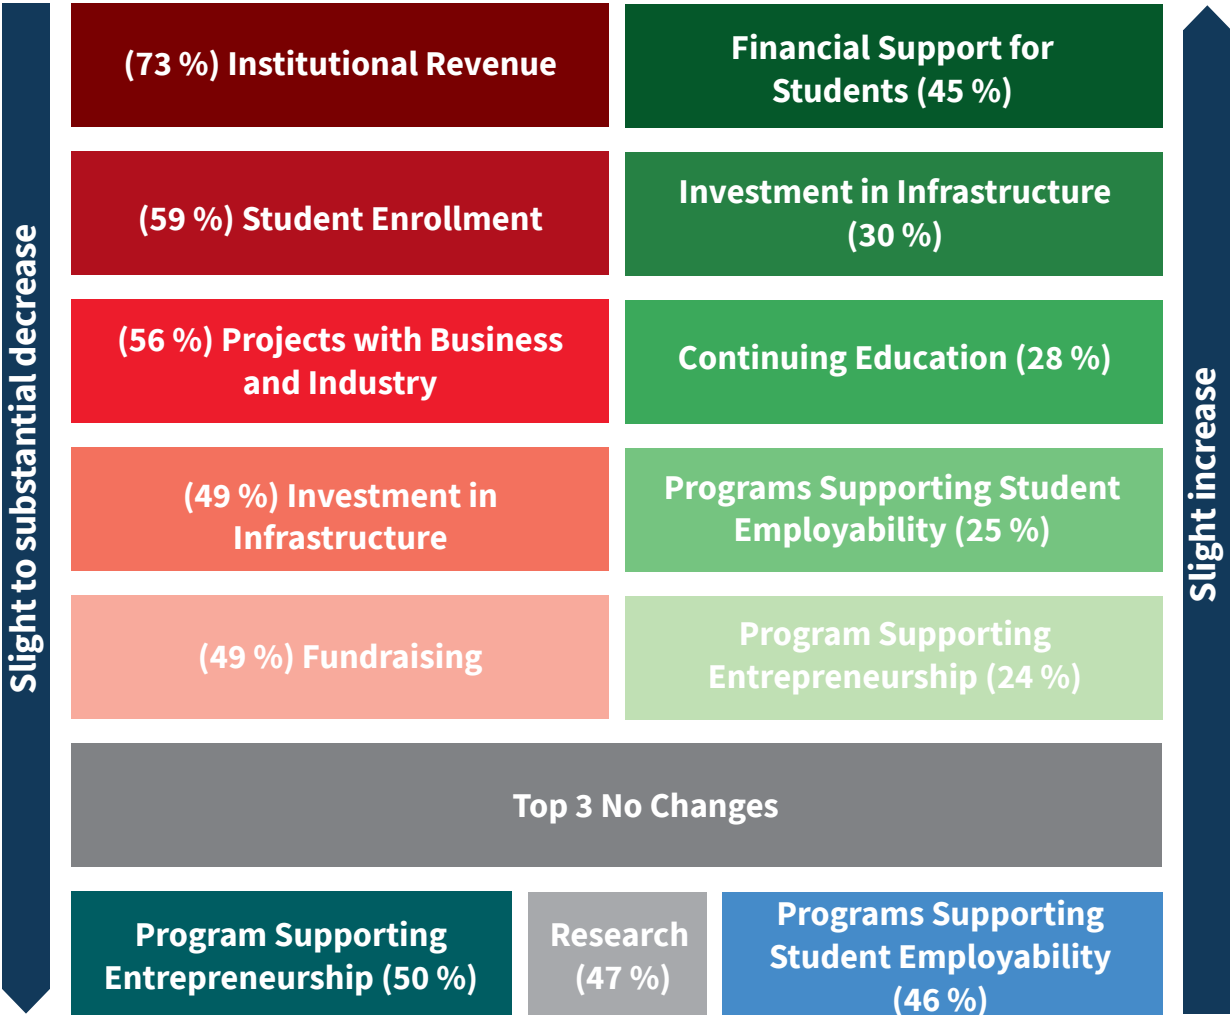 Slight to substantial decrease
(73 %) Institutional Revenue
Financial Support for
Students (45 %)
(59 %) Student Enrollment
Investment in Infrastructure
(30 %)
(56 %) Projects with Business
and Industry
Continuing Education (28 %)
(49 %) Investment in
Infrastructure
Programs Supporting Student
Employability (25 %)
(49 %) Fundraising
Program Supporting
Entrepreneurship (24 %)
Slight increase
Top 3 No Changes
Program Supporting
Entrepreneurship (50 %)
Research
(47 %)
Programs Supporting
Student Employability
(46 %)